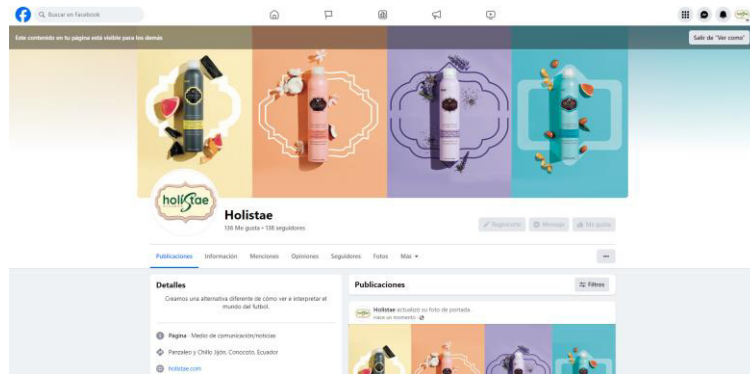 Buscar en Facebook
Este contenido en tu página está visible para los demás
Salir de "Ver como"
holistae
Holistae
136 Me gusta • 138 seguidores
Registrarte
Mensaje
Me gusta
Publicaciones Información Menciones Opiniones Seguidores Fotos Más
Detalles
Creamos una alternativa diferente de cómo ver e interpretar el
mundo del futbol.
Página · Medio de comunicación/noticias
Panzaleo y Chillo Jijón, Conocoto, Ecuador
holistae.com
Publicaciones
Filtros
Holistae actualizó su foto de portada.
Hace un momento ·